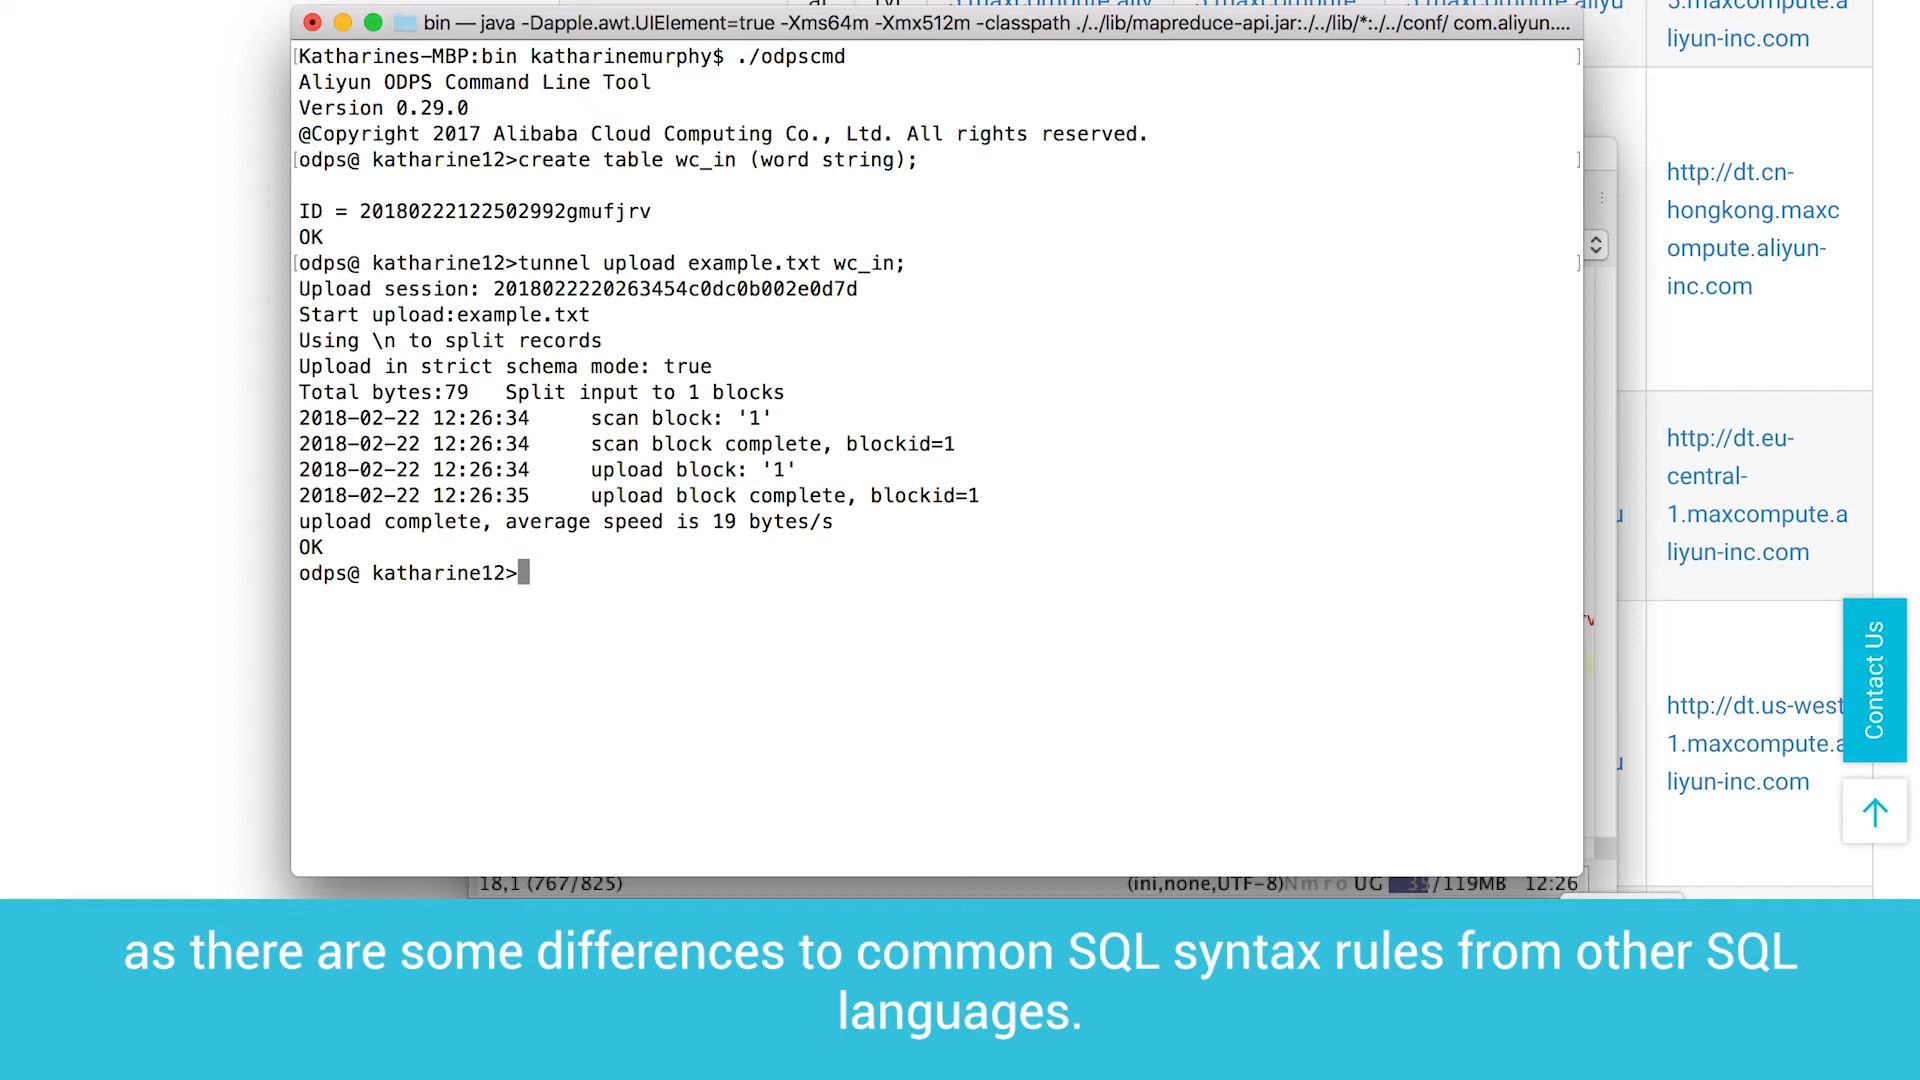 bin — java -Dapple.awt.UIElement=true -Xms64m -Xmx512m -classpath ./../lib/mapreduce-api.jar:./../lib/*:./../conf/ com.aliyun....
Katharines-MBP:bin katharinemurphy$ ./odpscmd
Aliyun ODPS Command Line Tool
Version 0.29.0
@Copyright 2017 Alibaba Cloud Computing Co., Ltd. All rights reserved.
odps@ katharine12>create table wc_in (word string);
ID = 20180222122502992gmufjrv
OK
odps@ katharine12>tunnel upload example.txt wc_in;
Upload session: 2018022220263454c0dc0b002e0d7d
Start upload:example.txt
Using \n to split records
Upload in strict schema mode: true
Total bytes:79   Split input to 1 blocks
2018-02-22 12:26:34     scan block: '1'
2018-02-22 12:26:34     scan block complete, blockid=1
2018-02-22 12:26:34     upload block: '1'
2018-02-22 12:26:35     upload block complete, blockid=1
upload complete, average speed is 19 bytes/s
OK
odps@ katharine12>
18,1 (767/825)
(ini,none,UTF-8) N m r o UG 35/119MB 12:26
liyun-inc.com
http://dt.cn-
hongkong.maxc
ompute.aliyun-
inc.com
http://dt.eu-
central-
1.maxcompute.a
liyun-inc.com
http://dt.us-west
1.maxcompute.a
liyun-inc.com
Contact Us
as there are some differences to common SQL syntax rules from other SQL
languages.